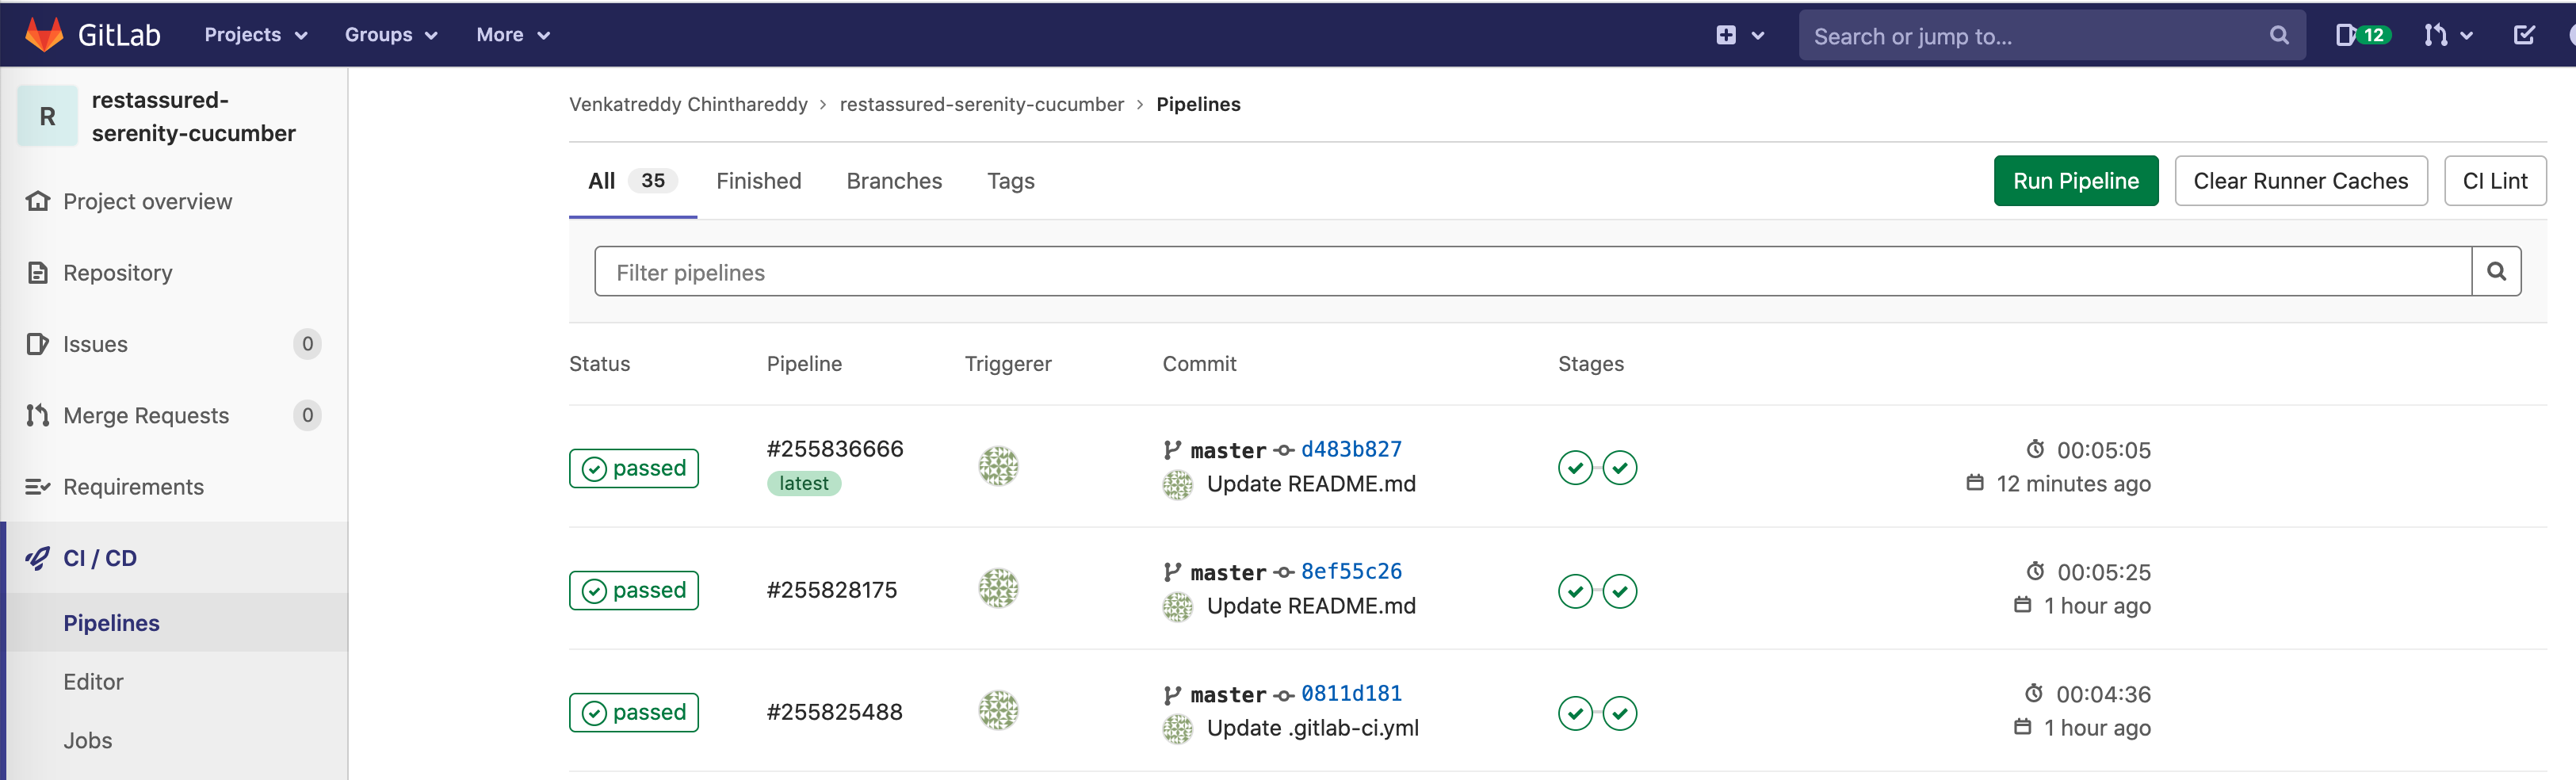 GitLab Projects Groups More Search or jump to... 12
R restassured-
serenity-cucumber
Project overview
Repository
Issues 0
Merge Requests 0
Requirements
CI / CD
Pipelines
Editor
Jobs
Venkatreddy Chinthareddy › restassured-serenity-cucumber › Pipelines
All 35 Finished Branches Tags Run Pipeline Clear Runner Caches CI Lint
Filter pipelines
Status Pipeline Triggerer Commit Stages
passed #255836666 master d483b827 00:05:05
latest Update README.md 12 minutes ago
passed #255828175 master 8ef55c26 00:05:25
Update README.md 1 hour ago
passed #255825488 master 0811d181 00:04:36
Update .gitlab-ci.yml 1 hour ago